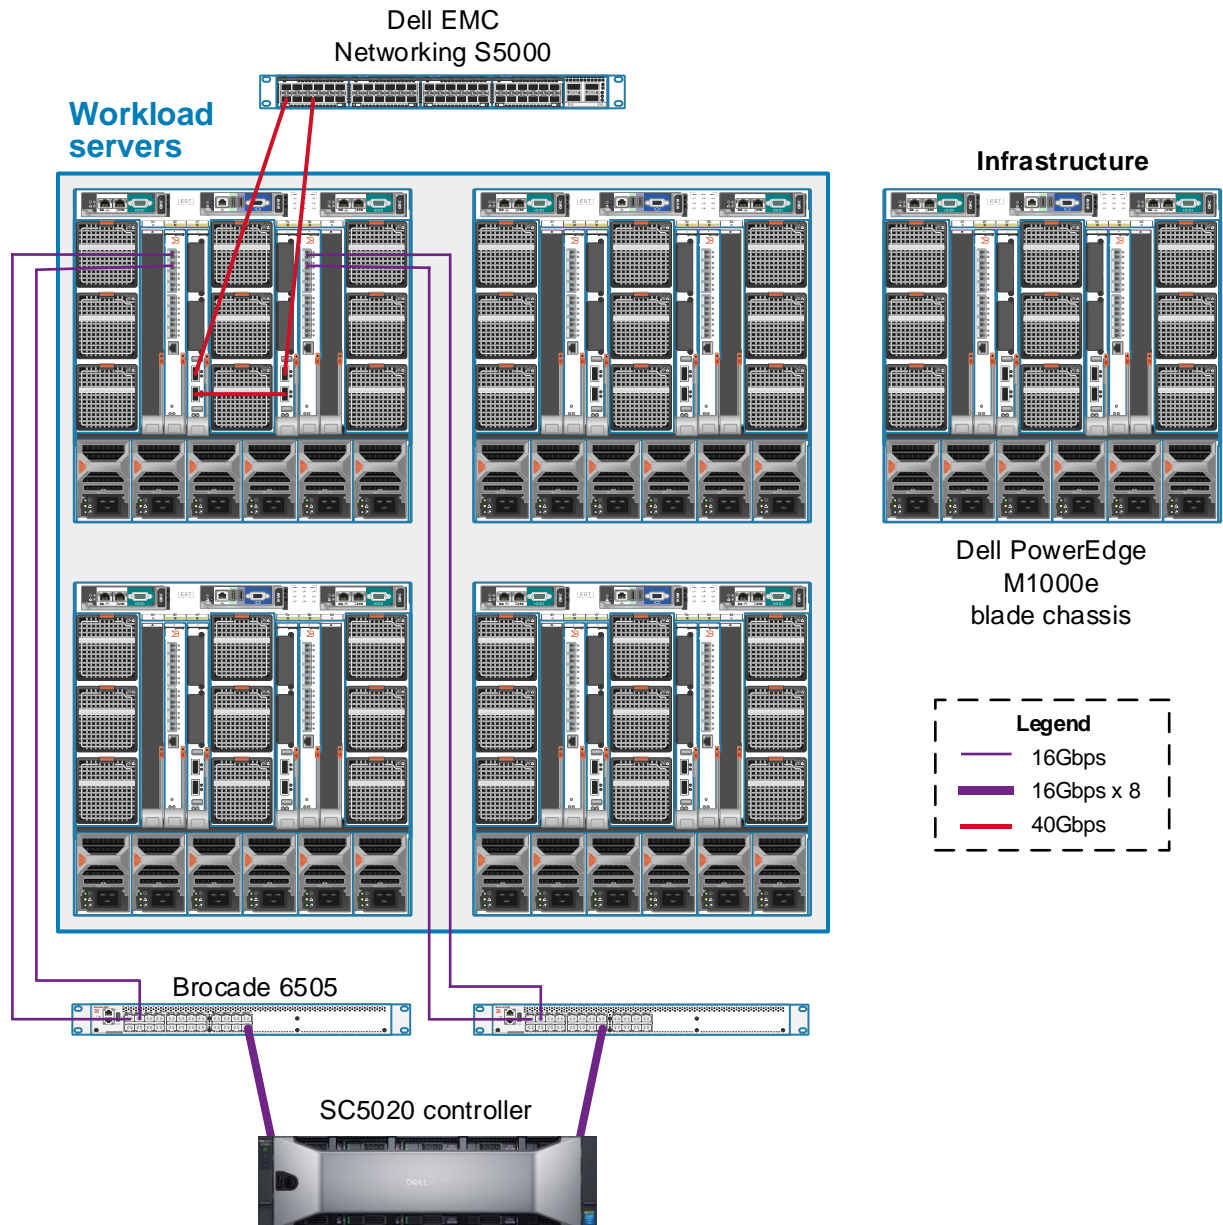 Dell EMC
Networking S5000
Workload
servers
Infrastructure
Dell PowerEdge
M1000e
blade chassis
Legend
16Gbps
16Gbps x 8
40Gbps
Brocade 6505
SC5020 controller
DELL